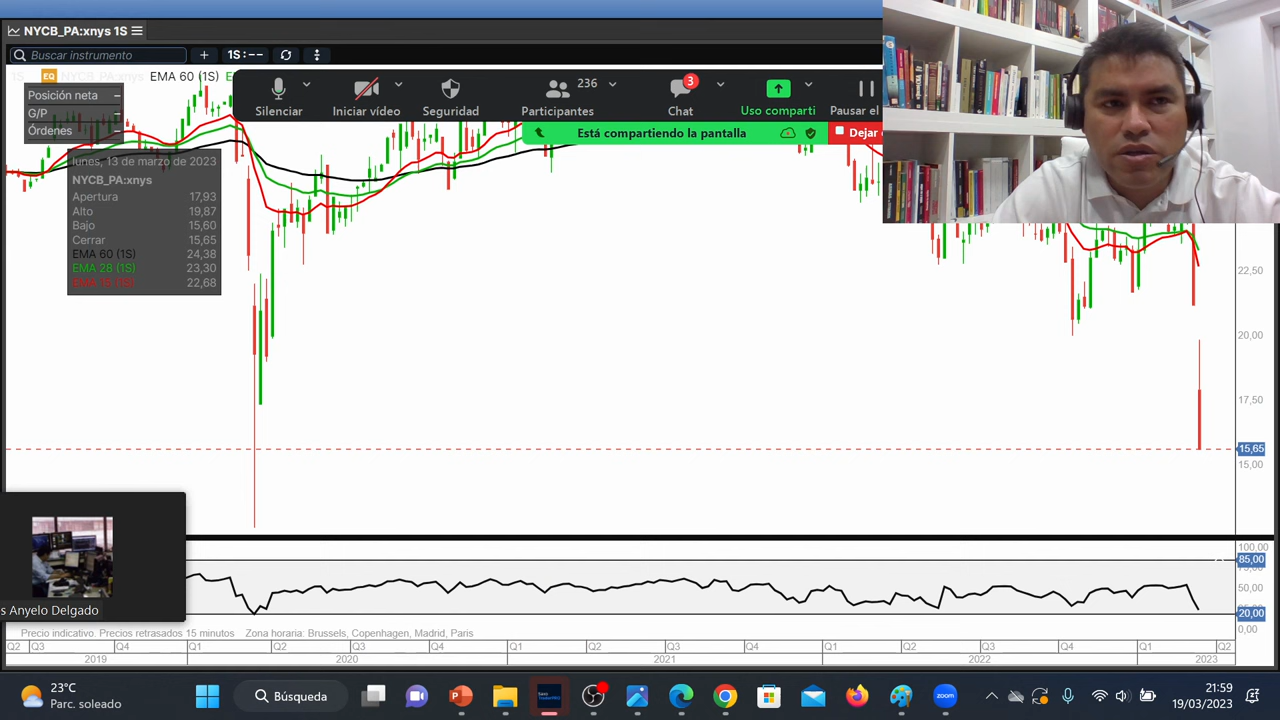 NYCB_PA:xnys 1S
Buscar instrumento
1S : --
1S EQ NYCB_PA:xnys EMA 60 (1S) E
Posición neta –
G/P –
Órdenes –
lunes, 13 de marzo de 2023
NYCB_PA:xnys
Apertura 17,93
Alto 19,87
Bajo 15,60
Cerrar 15,65
EMA 60 (1S) 24,38
EMA 28 (1S) 23,30
22,68
236
3
Silenciar
Iniciar vídeo
Seguridad
Participantes
Chat
Uso comparti
Pausar el
Está compartiendo la pantalla
Dejar
22,50
20,00
17,50
15,65
15,00
100,00
85,00
50,00
20,00
0,00
s Anyelo Delgado
Precio indicativo. Precios retrasados 15 minutos Zona horaria: Brussels, Copenhagen, Madrid, Paris
Q2 Q3 Q4 Q1 Q2 Q3 Q4 Q1 Q2 Q3 Q4 Q1 Q2 Q3 Q4 Q1 Q2
2019 2020 2021 2022 2023
23°C
Parc. soleado
Búsqueda
zoom
21:59
19/03/2023